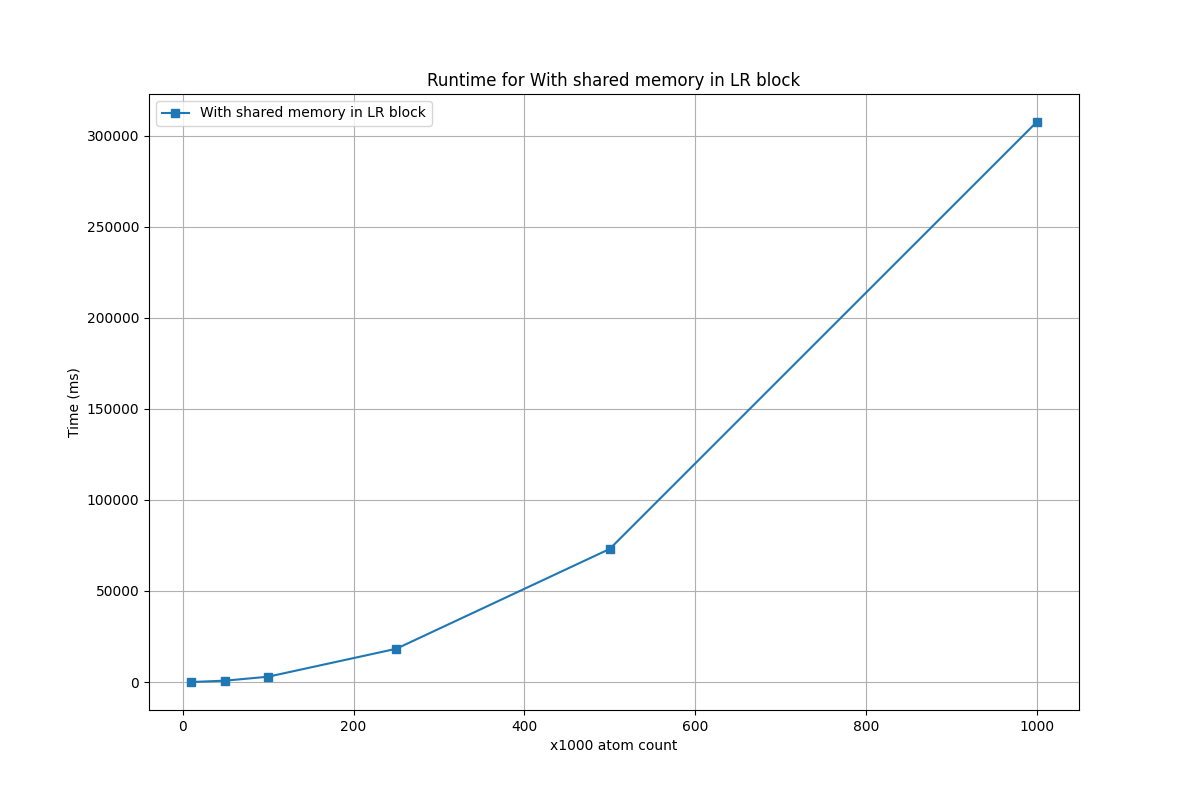 Runtime for With shared memory in LR block
With shared memory in LR block
300000
250000
200000
150000
100000
50000
0
Time (ms)
0 200 400 600 800 1000
x1000 atom count